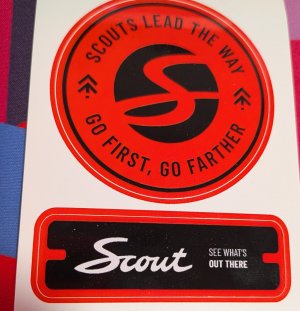 SCOUTS LEAD THE WAY
S
GO FIRST, GO FARTHER
Scout
SEE WHAT'S
OUT THERE